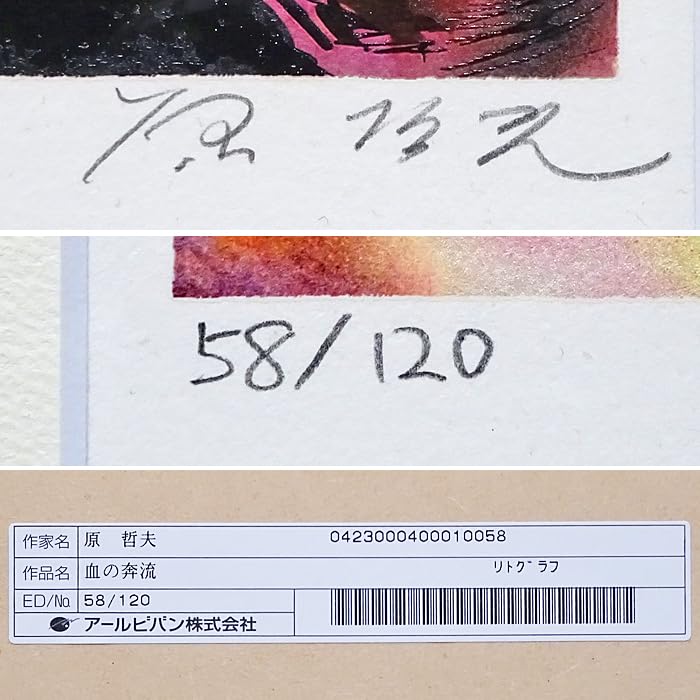 原 哲夫
58/120
作家名 原 哲夫 0423000400010058
作品名 血の奔流 リトグラフ
ED/No. 58/120
アールビバン株式会社